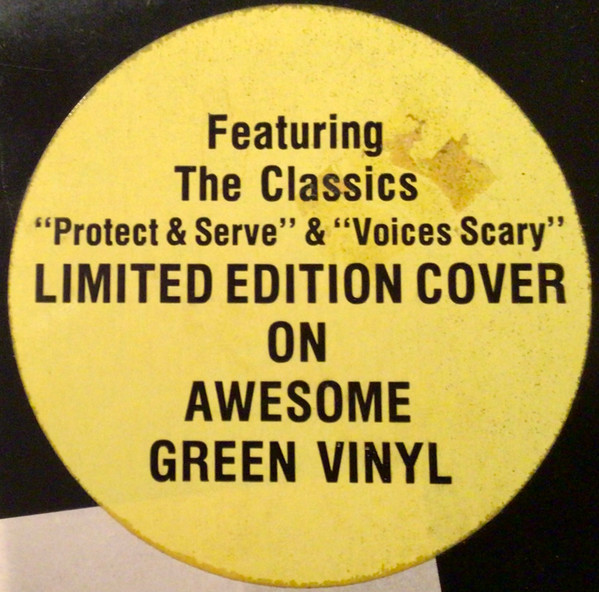 Featuring
The Classics
“Protect & Serve” & “Voices Scary”
LIMITED EDITION COVER
ON
AWESOME
GREEN VINYL